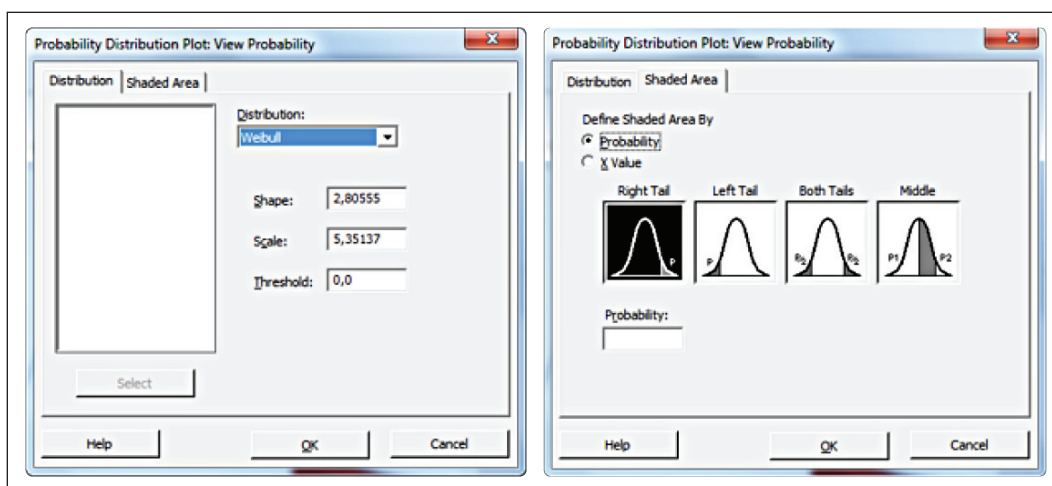 Probability Distribution Plot: View Probability
Distribution Shaded Area
Distribution:
Weibull
Shape: 2,80555
Scale: 5,35137
Threshold: 0,0
Select
Help OK Cancel
Probability Distribution Plot: View Probability
Distribution Shaded Area
Define Shaded Area By
Probability
X Value
Right Tail Left Tail Both Tails Middle
P P P/2 P/2 P1 P2
Probability:
Help OK Cancel